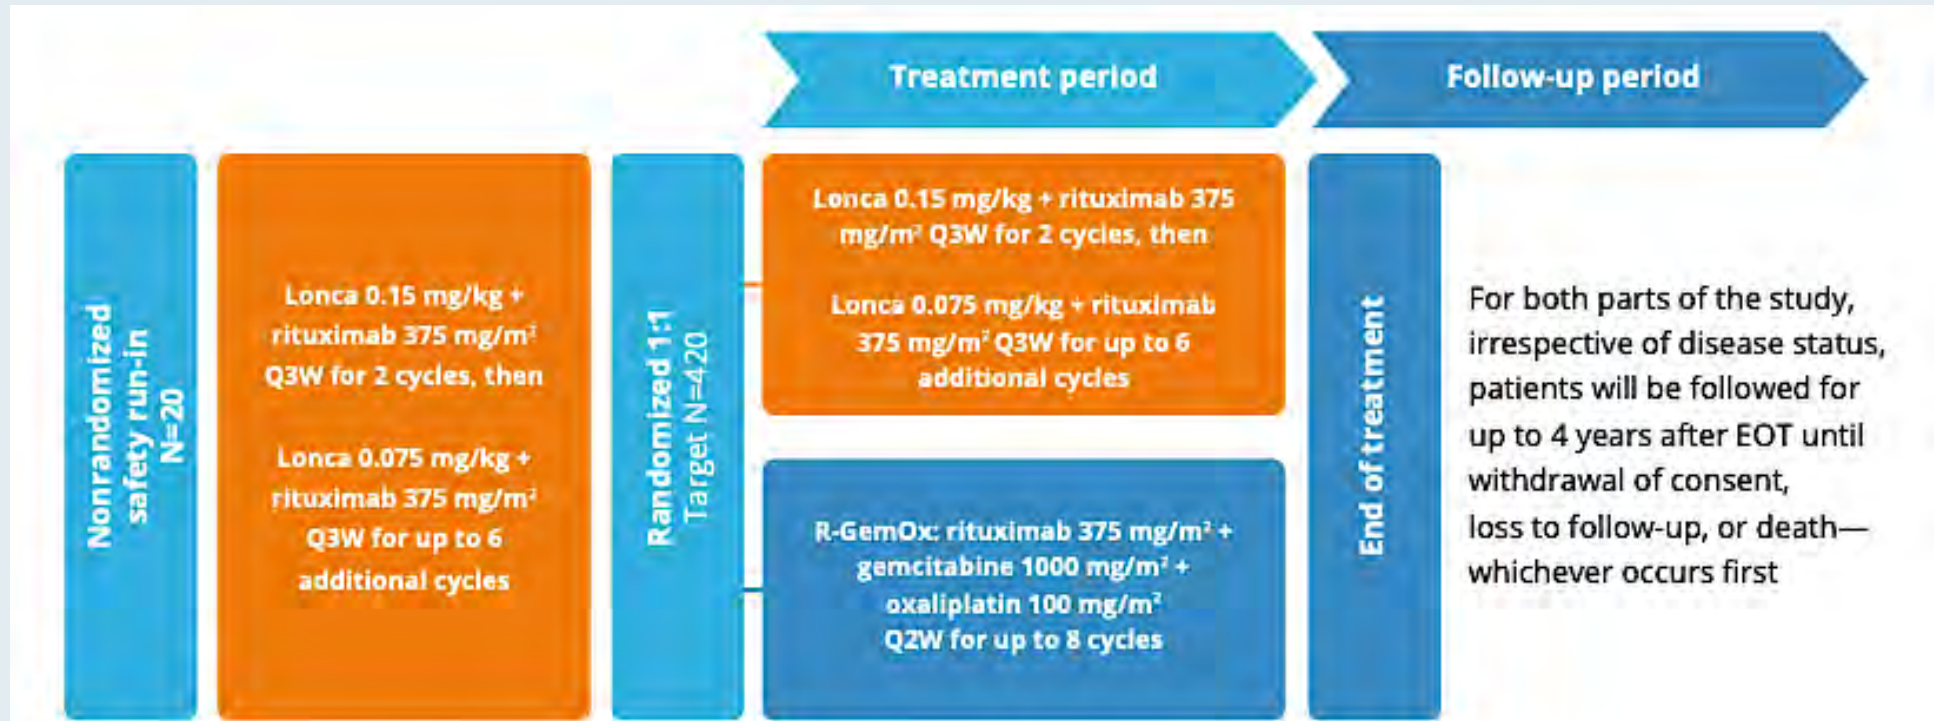 Treatment period
Follow-up period
Nonrandomized
safety run-in
N=20
Lonca 0.15 mg/kg +
rituximab 375 mg/m²
Q3W for 2 cycles, then
Lonca 0.075 mg/kg +
rituximab 375 mg/m²
Q3W for up to 6
additional cycles
Randomized 1:1
Target N=420
Lonca 0.15 mg/kg + rituximab 375
mg/m² Q3W for 2 cycles, then
Lonca 0.075 mg/kg + rituximab
375 mg/m² Q3W for up to 6
additional cycles
R-GemOx: rituximab 375 mg/m² +
gemcitabine 1000 mg/m² +
oxaliplatin 100 mg/m²
Q2W for up to 8 cycles
End of treatment
For both parts of the study,
irrespective of disease status,
patients will be followed for
up to 4 years after EOT until
withdrawal of consent,
loss to follow-up, or death—
whichever occurs first